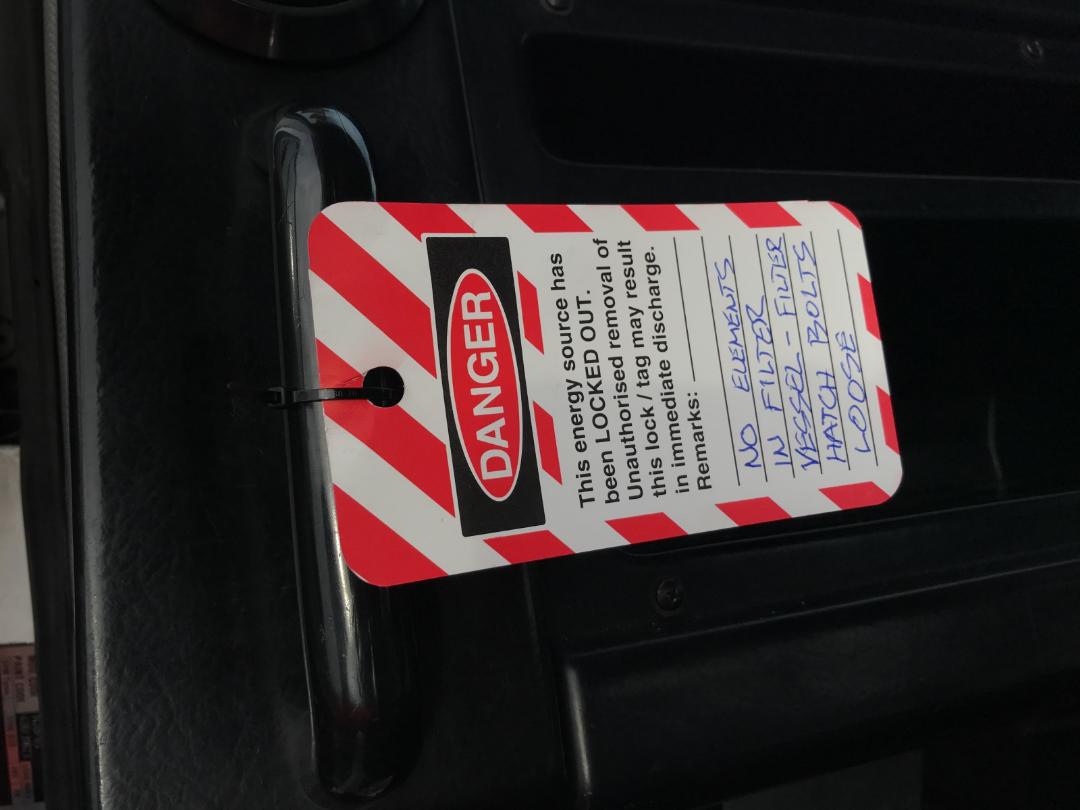 DANGER
This energy source has
been LOCKED OUT.
Unauthorised removal of
this lock / tag may result
in immediate discharge.
Remarks:
NO ELEMENTS
IN FILTER
VESSEL - FILTER
HATCH BOLTS
LOOSE